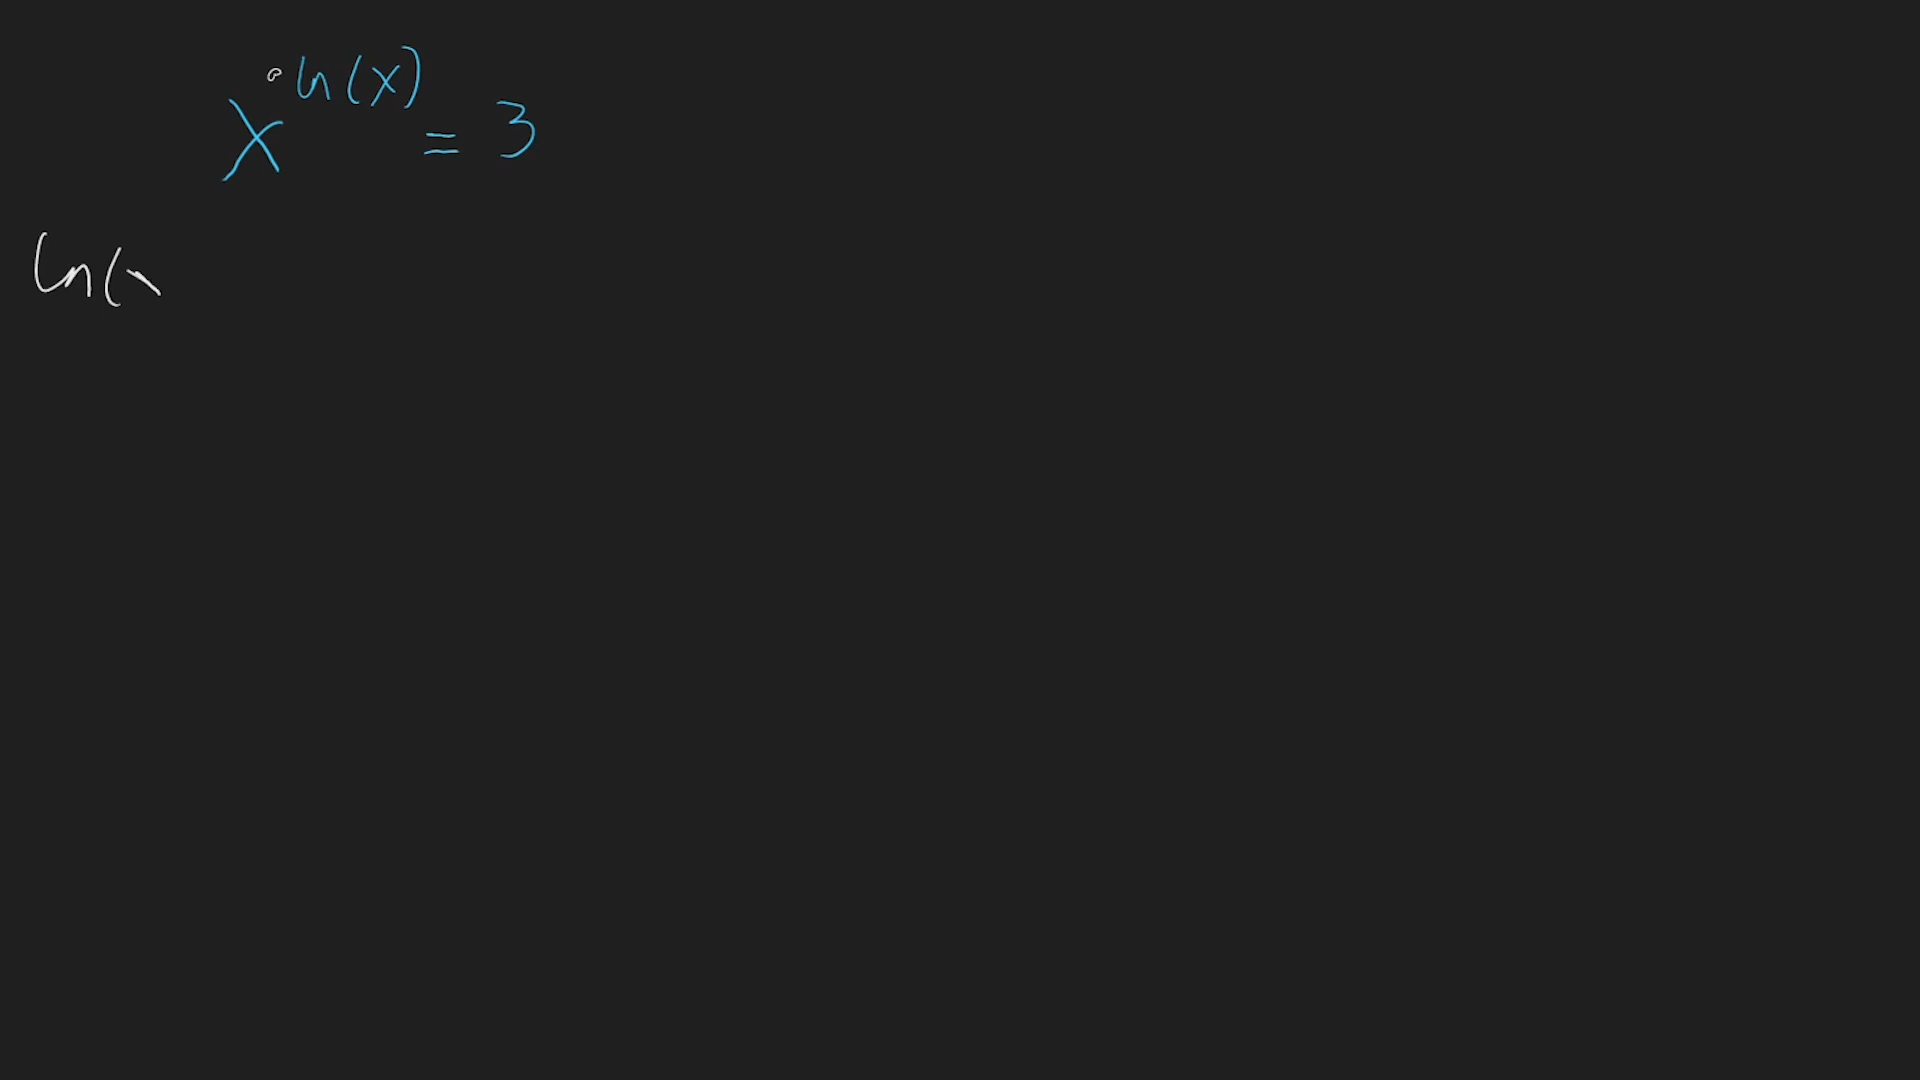 x^ln(x) = 3
ln(